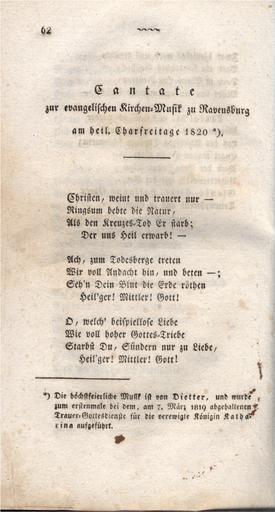 62
Cantate
zur evangelischen Kirchen-Musik zu Ravensburg
am heil. Charfreitage 1820 *).
Christen, weint und trauert nur —
Ringsum bebte die Natur,
Als den Kreuzes-Tod Er starb;
Der uns Heil erwarb! —
Ach, zum Todesberge treten
Wir voll Andacht hin, und beten —;
Seh'n Dein Blut die Erde röthen
Heil'ger! Mittler! Gott!
O, welch' beispiellose Liebe
Wie voll hoher Gottes-Triebe
Starbst Du, Sündern nur zu Liebe,
Heil'ger! Mittler! Gott!
*) Die höchstfeierliche Musik ist von Dietter, und wurde
zum erstenmale bei dem, am 7. März 1819 abgehaltenen
Trauer-Gottesdienste für die verewigte Königin Katha-
rina aufgeführt.